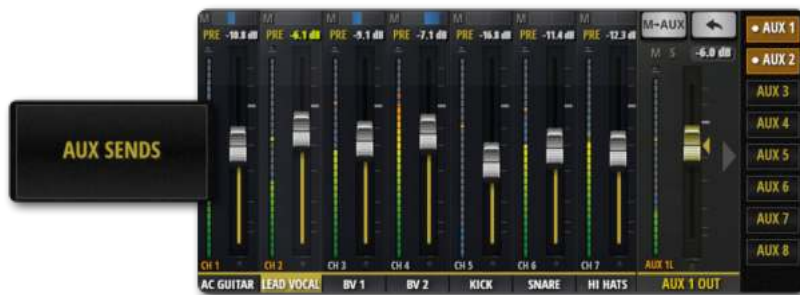 M M M M M M M
M→AUX
PRE -10.8 dB PRE -6.1 dB PRE -9.1 dB PRE -7.1 dB PRE -16.8 dB PRE -11.4 dB PRE -12.3 dB
M S -6.0 dB
AUX 1
AUX 2
AUX 3
AUX 4
AUX 5
AUX 6
AUX 7
AUX 8
AUX SENDS
CH 1 CH 2 CH 3 CH 4 CH 5 CH 6 CH 7 AUX 1L
AC GUITAR LEAD VOCAL BV 1 BV 2 KICK SNARE HI HATS AUX 1 OUT